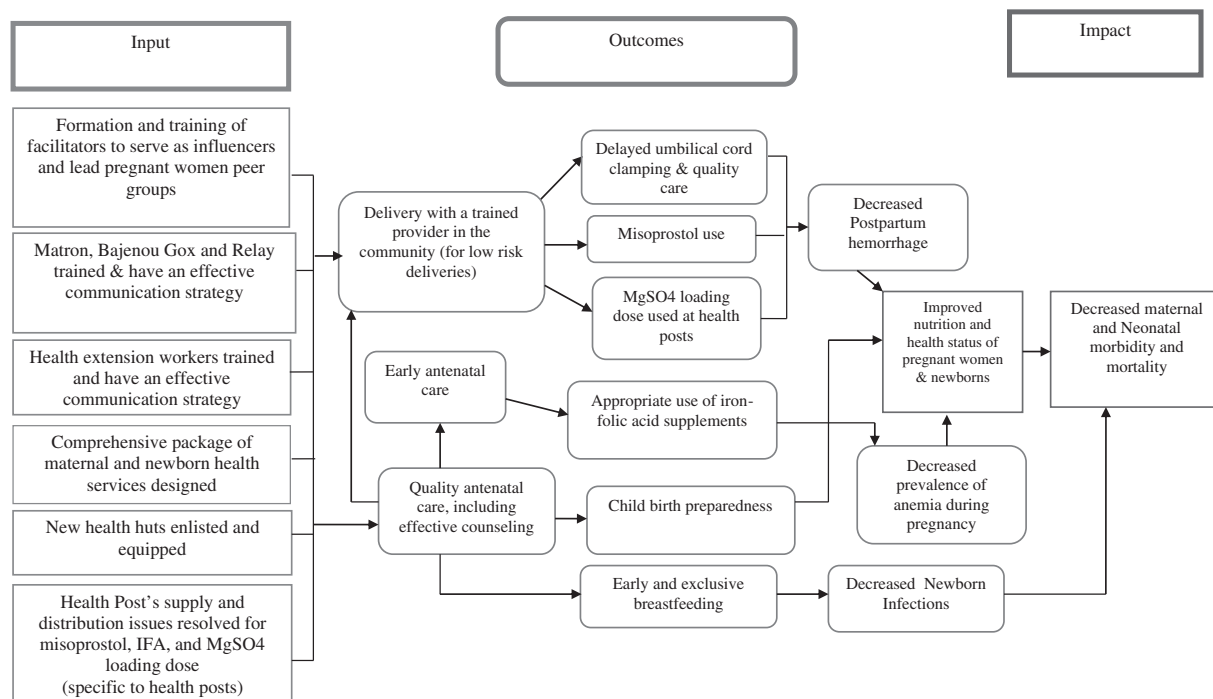 Input
Outcomes
Impact
Formation and training of
facilitators to serve as influencers
and lead pregnant women peer
groups
Matron, Bajenou Gox and Relay
trained & have an effective
communication strategy
Health extension workers trained
and have an effective
communication strategy
Comprehensive package of
maternal and newborn health
services designed
New health huts enlisted and
equipped
Health Post's supply and
distribution issues resolved for
misoprostol, IFA, and MgSO4
loading dose
(specific to health posts)
Delivery with a trained
provider in the
community (for low risk
deliveries)
Early antenatal
care
Quality antenatal
care, including
effective counseling
Delayed umbilical cord
clamping & quality
care
Misoprostol use
MgSO4 loading
dose used at health
posts
Appropriate use of iron-
folic acid supplements
Child birth preparedness
Early and exclusive
breastfeeding
Decreased
Postpartum
hemorrhage
Improved
nutrition and
health status of
pregnant women
& newborns
Decreased
prevalence of
anemia during
pregnancy
Decreased Newborn
Infections
Decreased maternal
and Neonatal
morbidity and
mortality